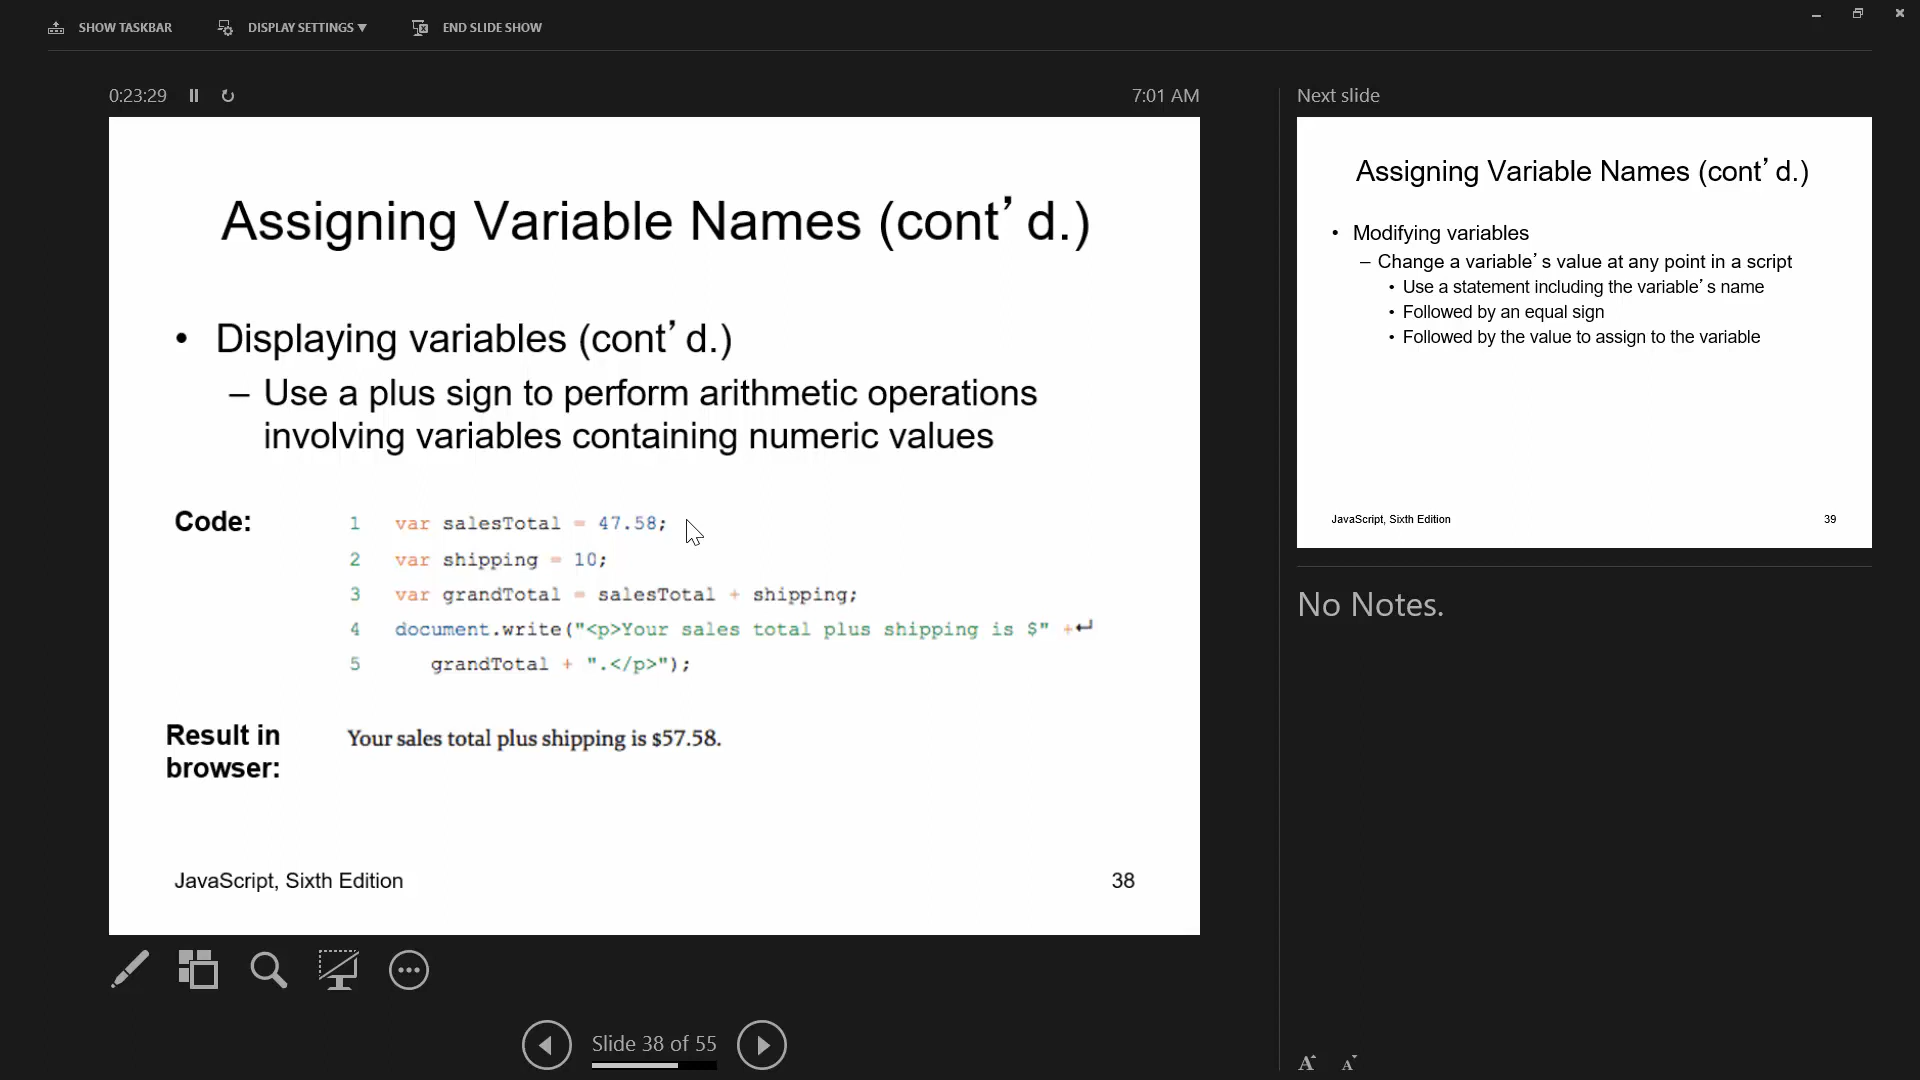 SHOW TASKBAR
DISPLAY SETTINGS ▼
END SLIDE SHOW
0:23:29
7:01 AM
Assigning Variable Names (cont’d.)
• Displaying variables (cont’d.)
– Use a plus sign to perform arithmetic operations
involving variables containing numeric values
Code:
1 var salesTotal = 47.58;
2 var shipping = 10;
3 var grandTotal = salesTotal + shipping;
4 document.write("<p>Your sales total plus shipping is $" +↵
5 grandTotal + ".</p>");
Result in
browser:
Your sales total plus shipping is $57.58.
JavaScript, Sixth Edition
38
Slide 38 of 55
Next slide
Assigning Variable Names (cont’d.)
• Modifying variables
– Change a variable’s value at any point in a script
• Use a statement including the variable’s name
• Followed by an equal sign
• Followed by the value to assign to the variable
JavaScript, Sixth Edition
39
No Notes.
A A